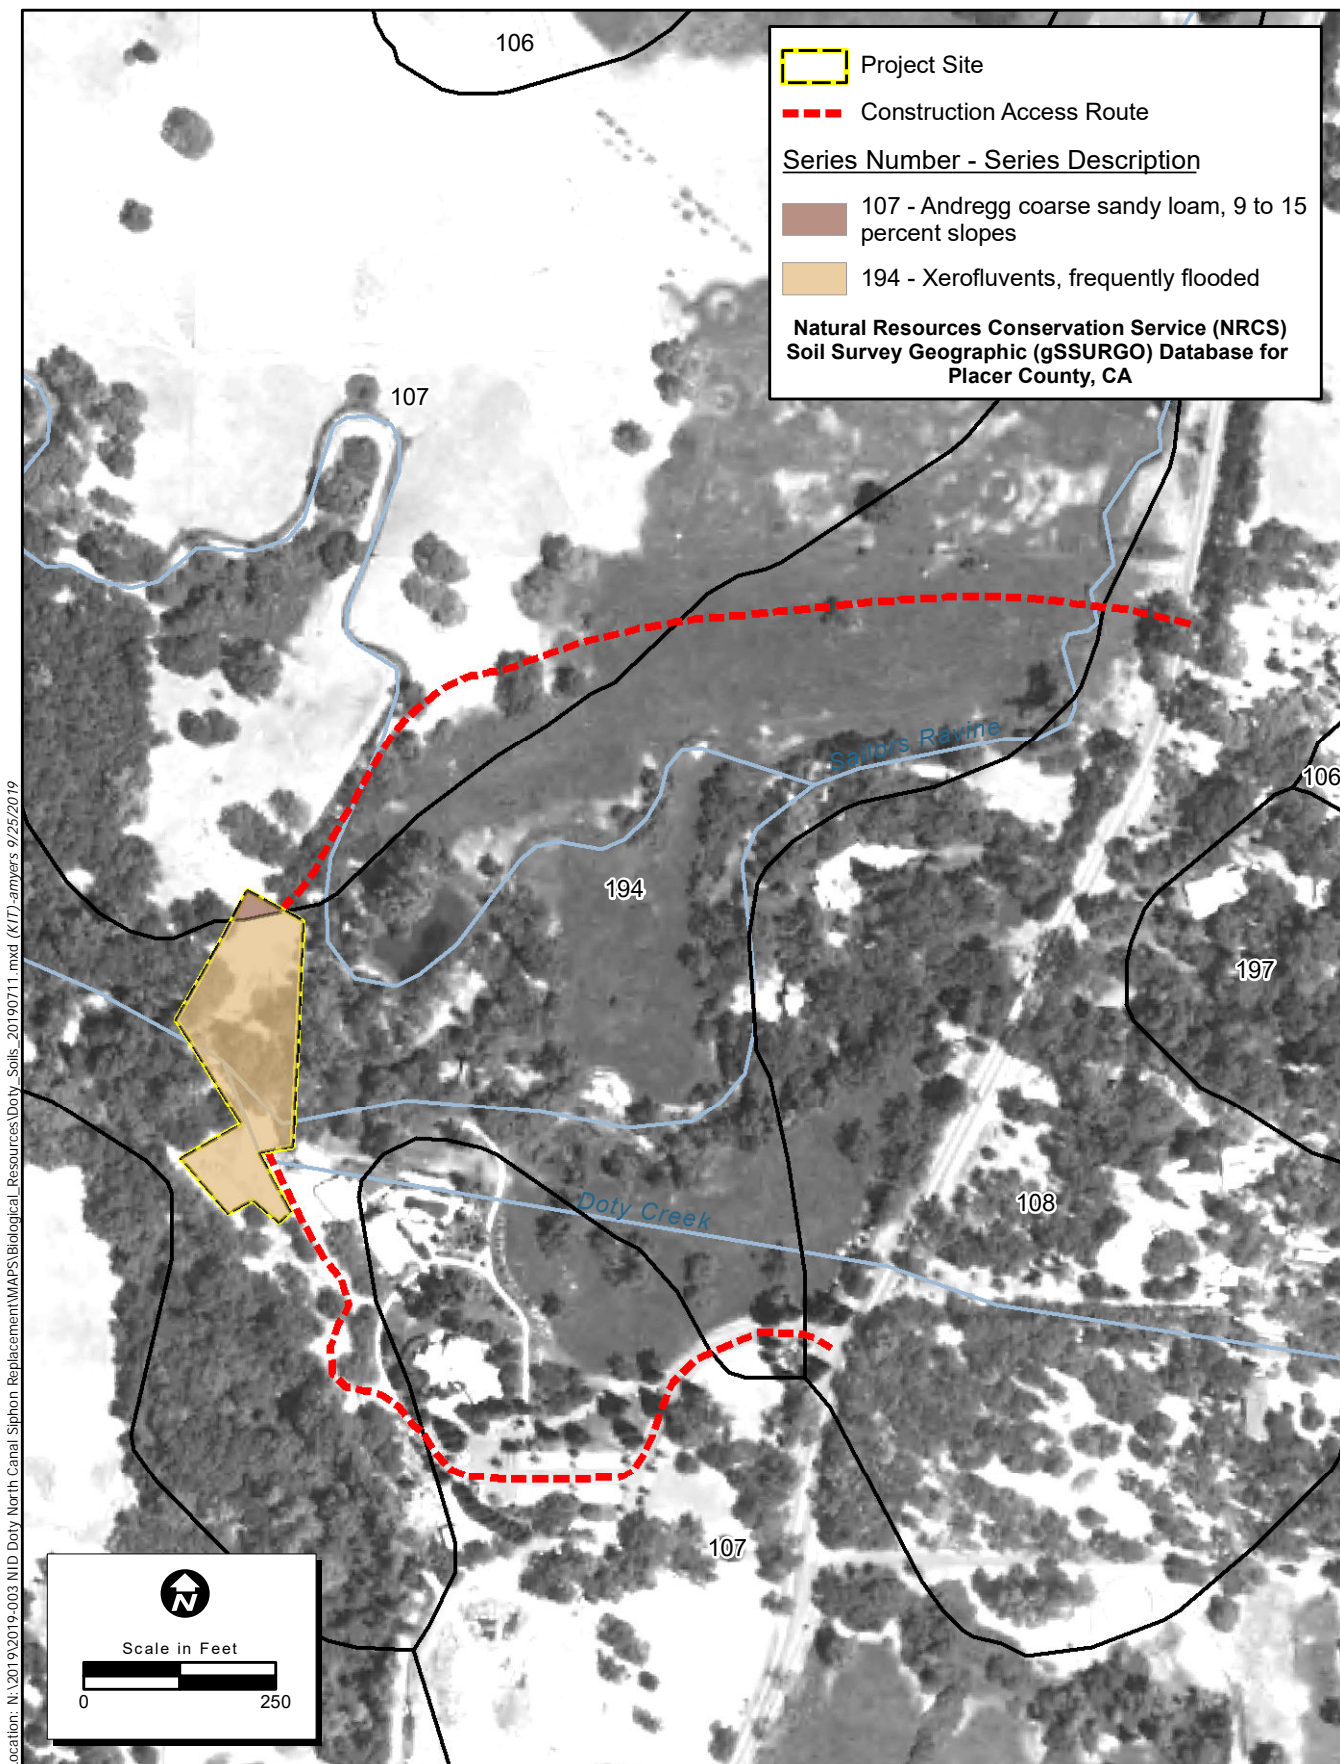 106
Project Site
Construction Access Route
Series Number - Series Description
107 - Andregg coarse sandy loam, 9 to 15
percent slopes
194 - Xerofluvents, frequently flooded
Natural Resources Conservation Service (NRCS)
Soil Survey Geographic (gSSURGO) Database for
Placer County, CA
107
Sailors Ravine
106
194
197
108
Doty Creek
107
N
Scale in Feet
0 250
ocation: N:\2019\2019-003 NID Doty North Canal Siphon Replacement\MAPS\Biological_Resources\Doty_Soils_20190711.mxd (KIT)-amyers 9/25/2019